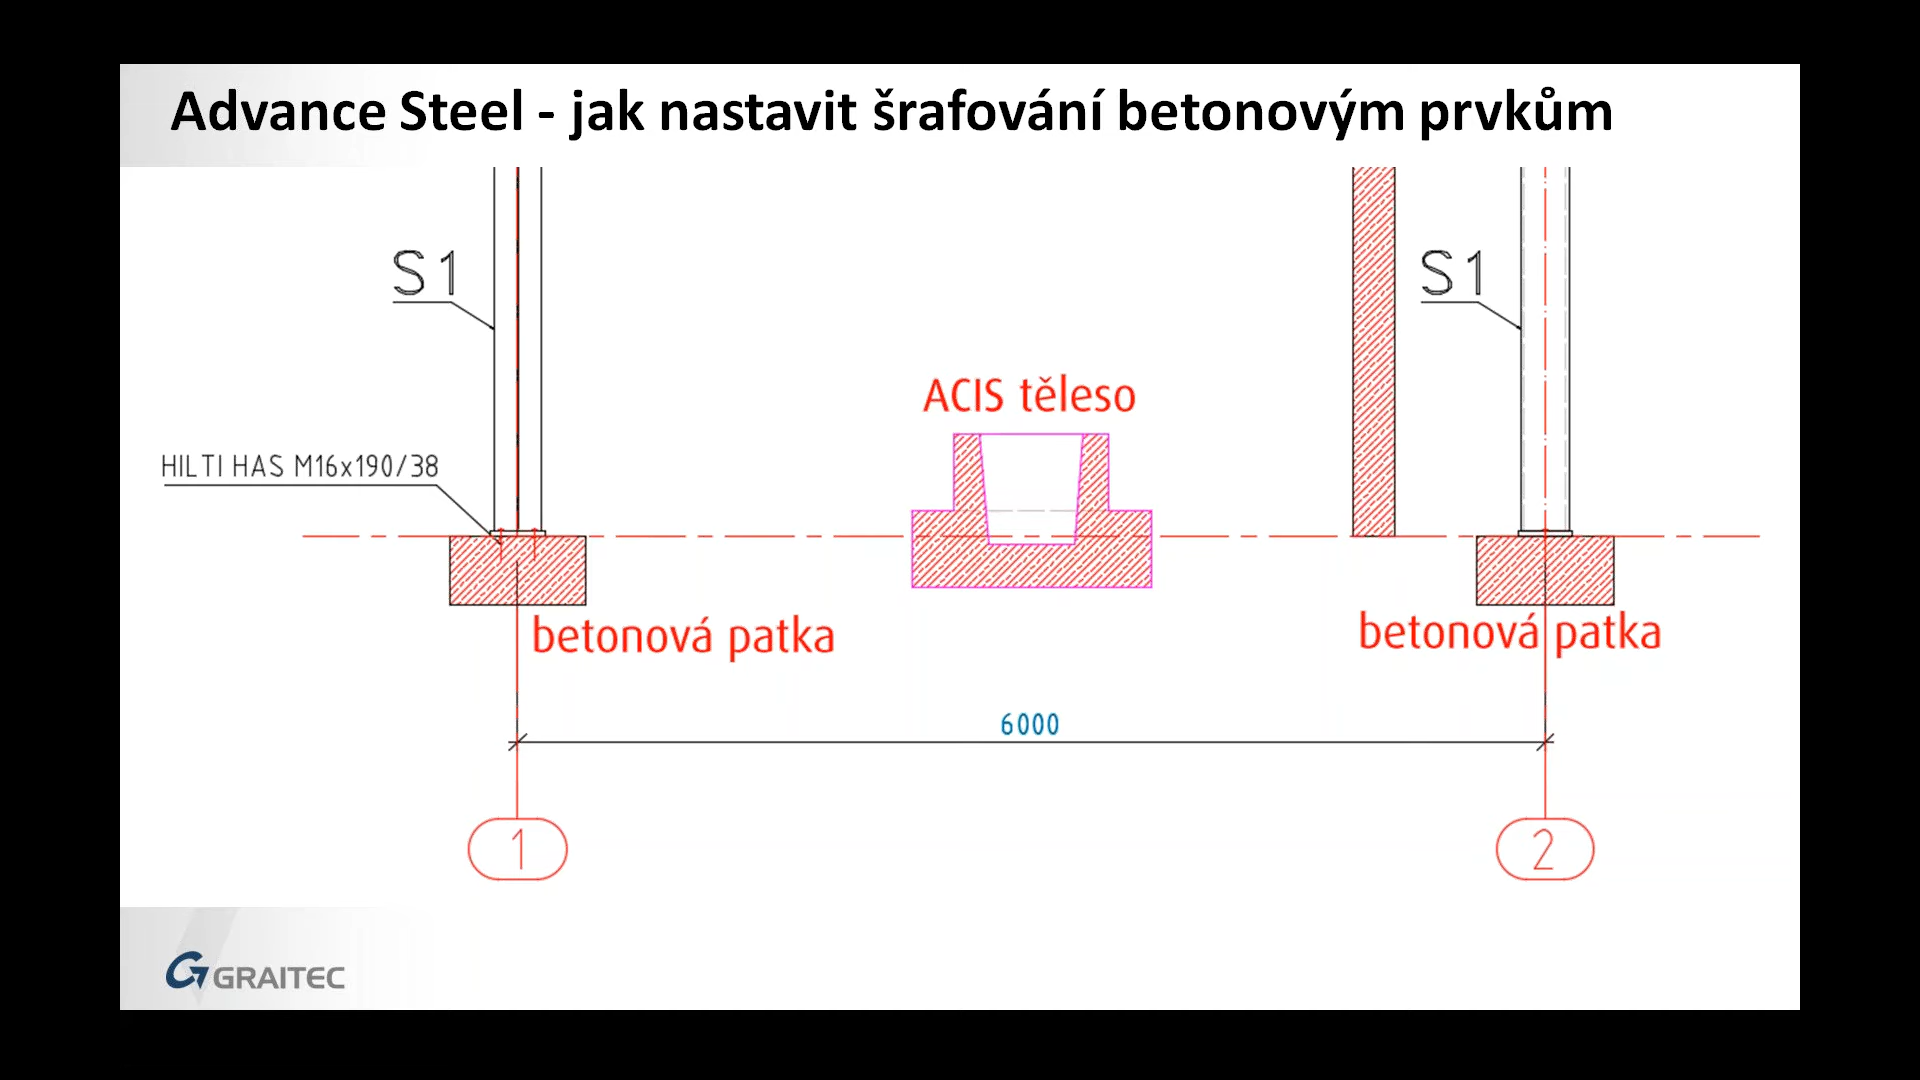 Advance Steel - jak nastavit šrafování betonovým prvkům
S1
S1
ACIS těleso
HILTI HAS M16x190/38
betonová patka
betonová patka
6000
1
2
GRAITEC